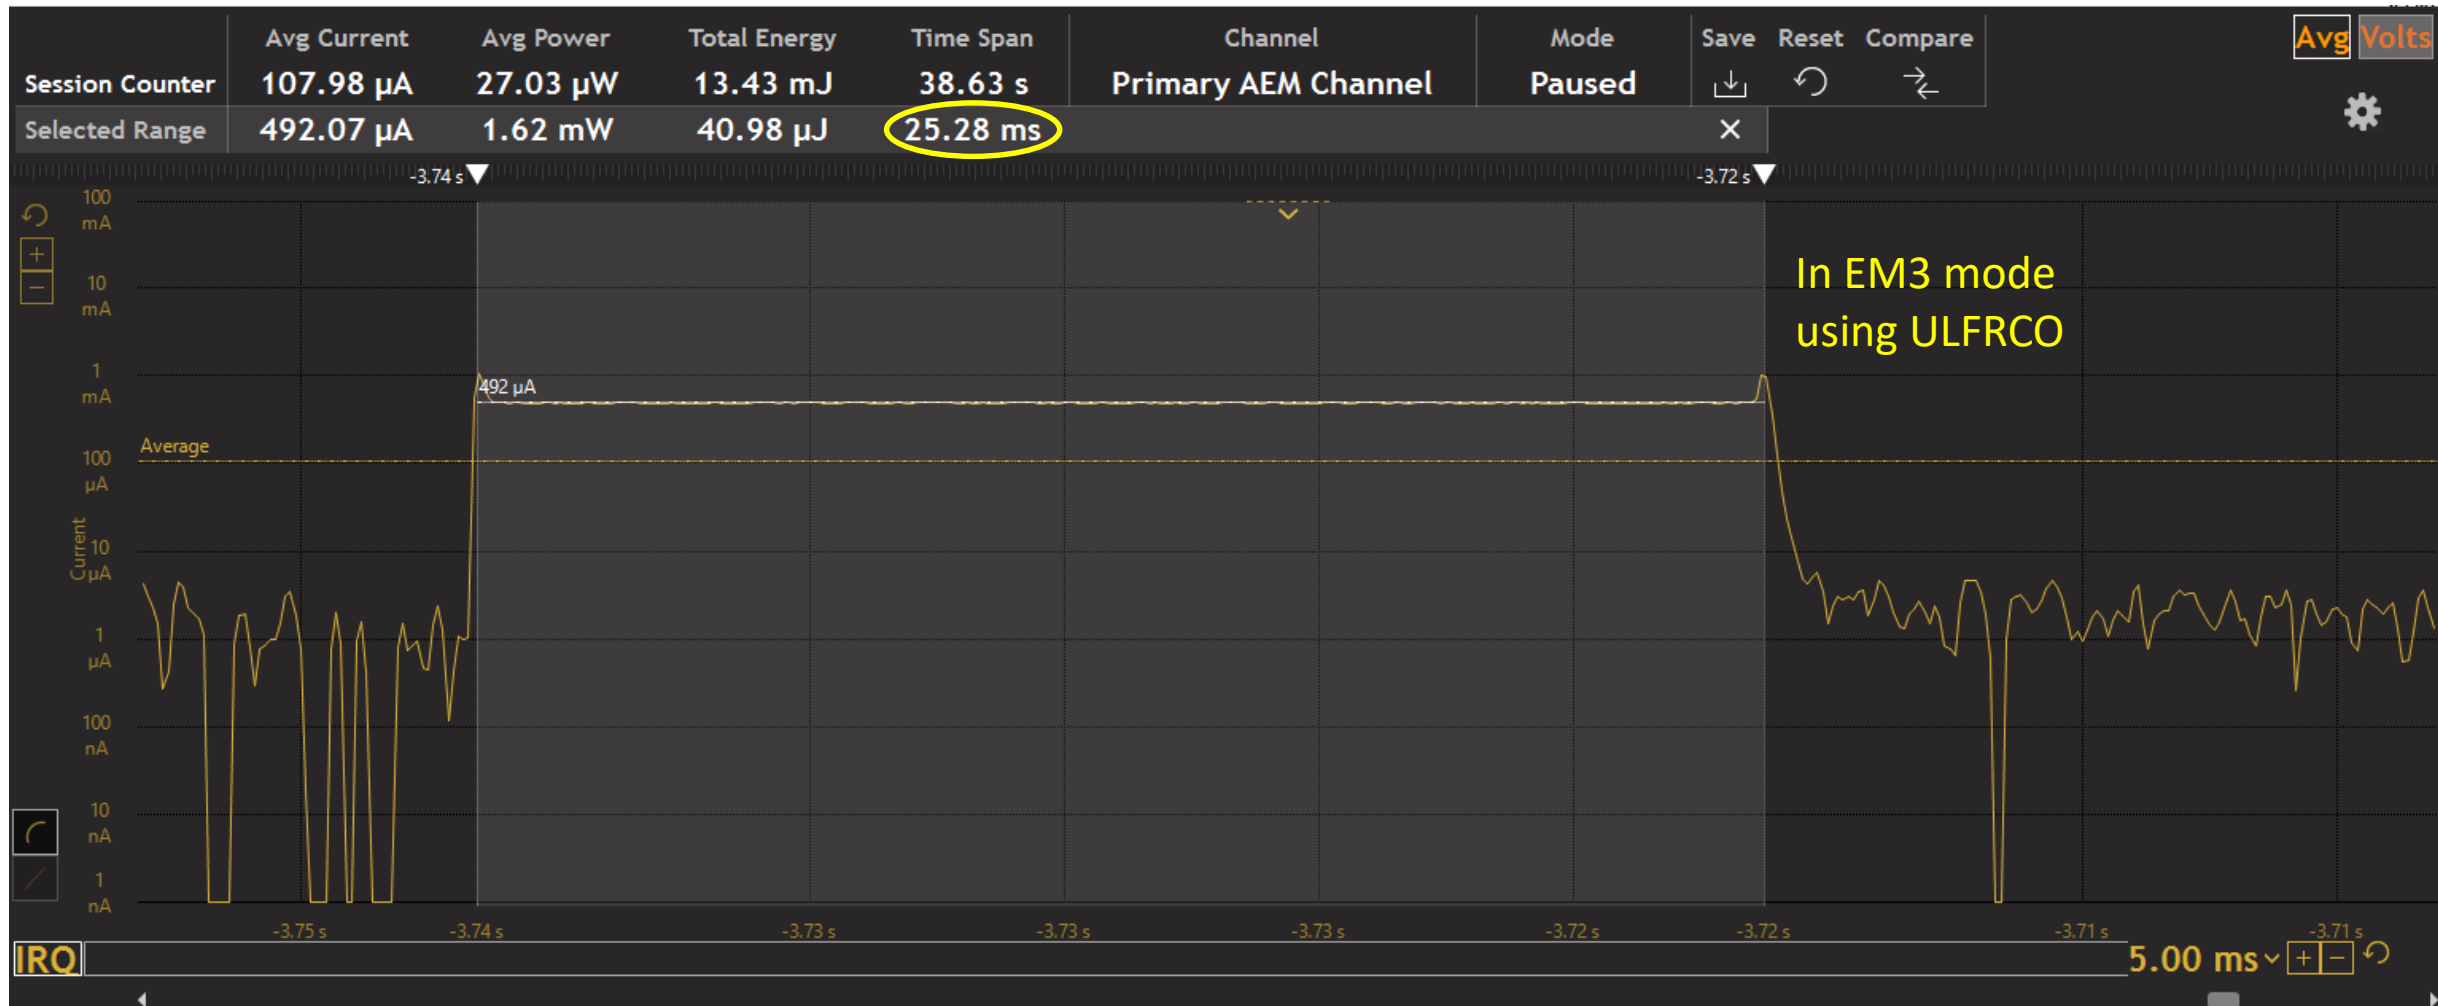 Avg Current Avg Power Total Energy Time Span Channel Mode Save Reset Compare Avg Volts
Session Counter 107.98 µA 27.03 µW 13.43 mJ 38.63 s Primary AEM Channel Paused
Selected Range 492.07 µA 1.62 mW 40.98 µJ 25.28 ms
-3.74 s -3.72 s
100
mA
In EM3 mode
10
mA
using ULFRCO
1
mA
492 µA
Average
100
µA
Current
10
µA
1
µA
100
nA
10
nA
1
nA
-3.75 s -3.74 s -3.73 s -3.73 s -3.73 s -3.72 s -3.72 s -3.71 s -3.71 s
IRQ 5.00 ms